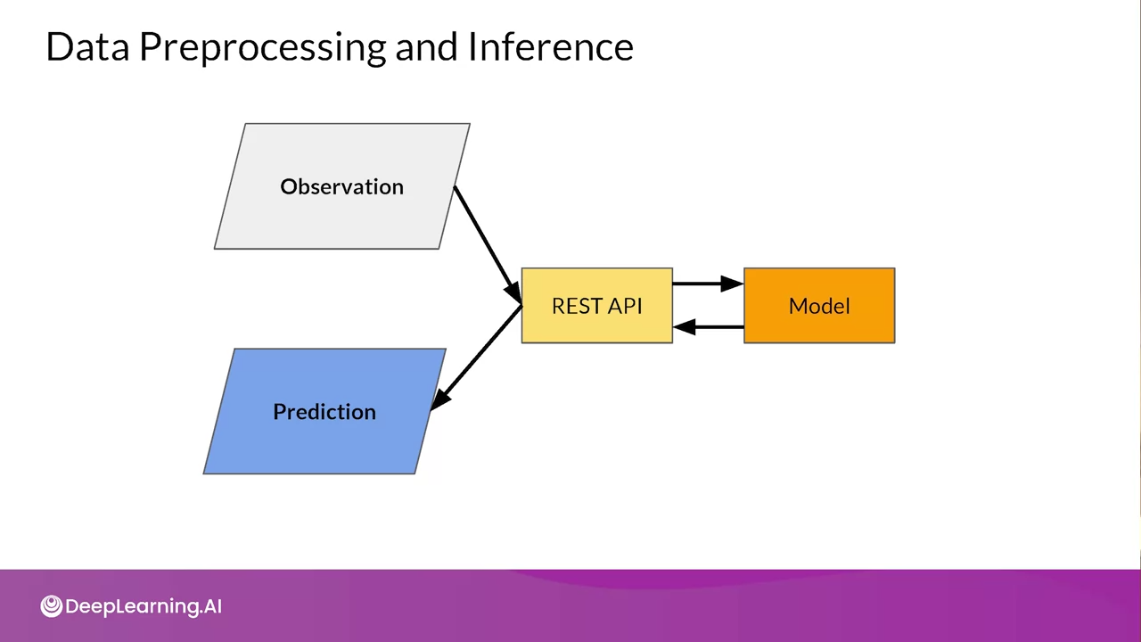 Data Preprocessing and Inference
Observation
REST API
Model
Prediction
DeepLearning.AI